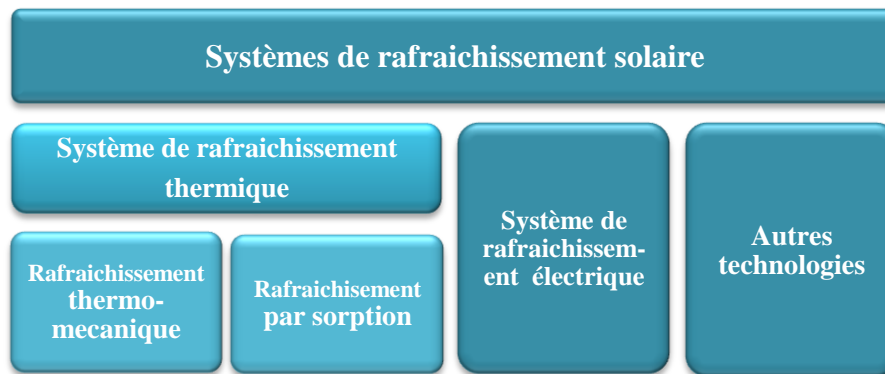 Systèmes de rafraichissement solaire
Système de rafraichissement
thermique
Rafraichissement
thermo-
mecanique
Rafraichisement
par sorption
Système de
rafraichissem-
ent électrique
Autres
technologies